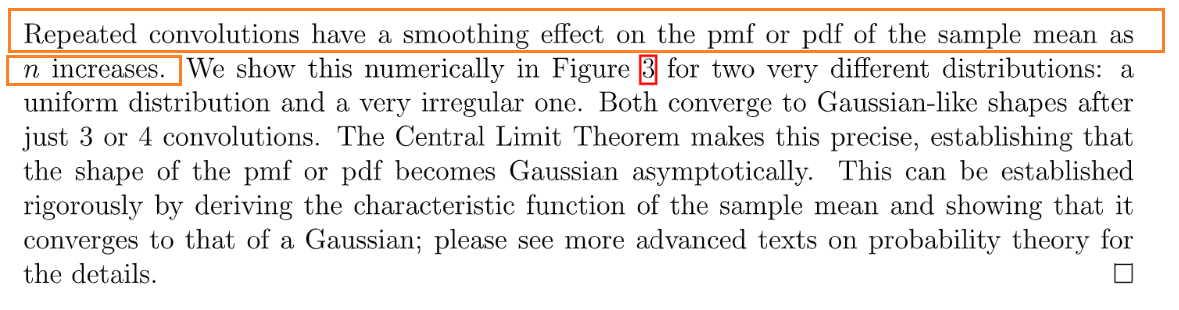 Repeated convolutions have a smoothing effect on the pmf or pdf of the sample mean as
n increases. We show this numerically in Figure 3 for two very different distributions: a
uniform distribution and a very irregular one. Both converge to Gaussian-like shapes after
just 3 or 4 convolutions. The Central Limit Theorem makes this precise, establishing that
the shape of the pmf or pdf becomes Gaussian asymptotically. This can be established
rigorously by deriving the characteristic function of the sample mean and showing that it
converges to that of a Gaussian; please see more advanced texts on probability theory for
the details. □